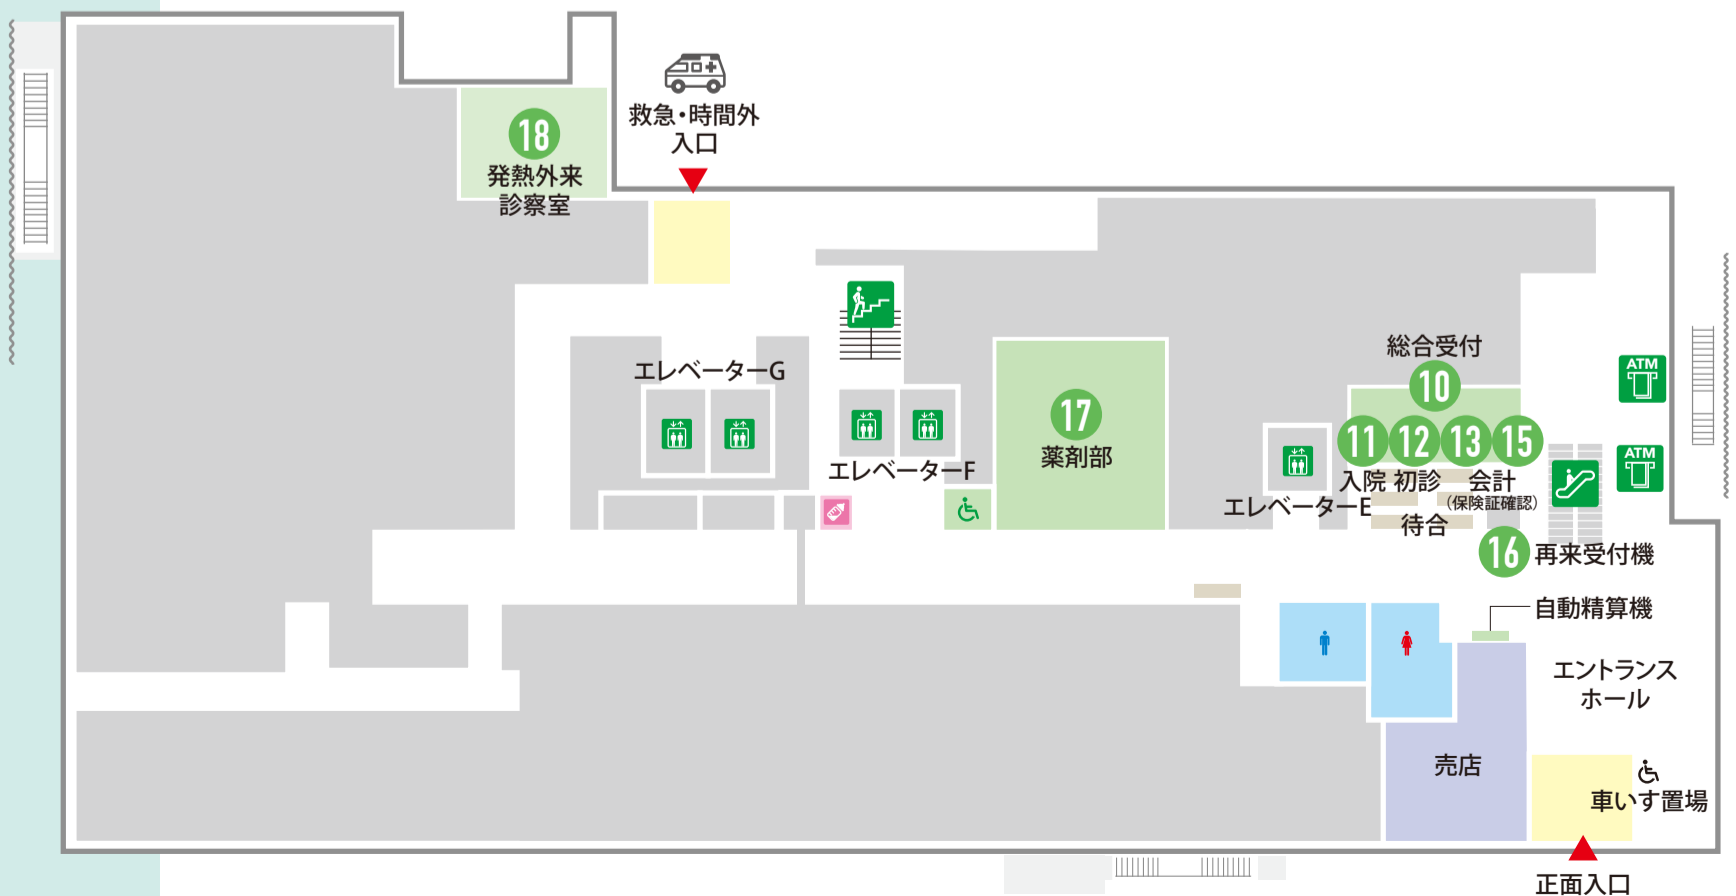 救急・時間外
入口
18
発熱外来
診察室
エレベーターG
エレベーターF
17
薬剤部
総合受付
10
11 12 13 15
入院 初診 会計
(保険証確認)
エレベーターE
待合
ATM
ATM
16 再来受付機
自動精算機
エントランス
ホール
売店
車いす置場
正面入口